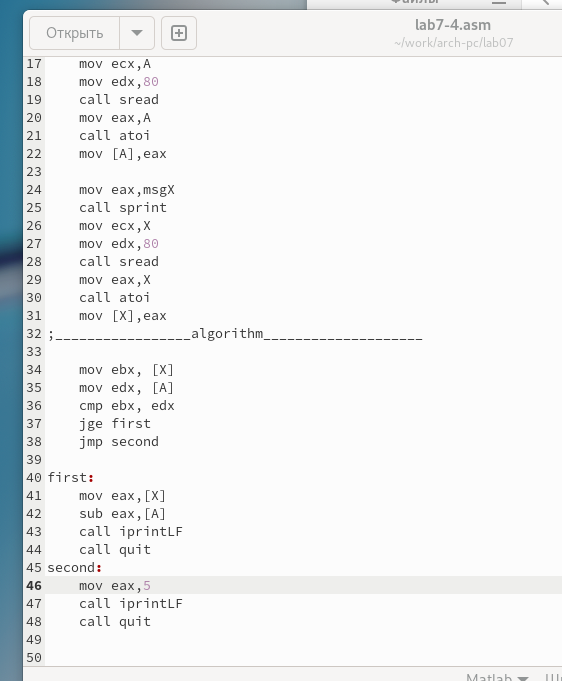 Файлы
Открыть
lab7-4.asm
~/work/arch-pc/lab07
17 mov ecx,A
18 mov edx,80
19 call sread
20 mov eax,A
21 call atoi
22 mov [A],eax
23
24 mov eax,msgX
25 call sprint
26 mov ecx,X
27 mov edx,80
28 call sread
29 mov eax,X
30 call atoi
31 mov [X],eax
32 ;_________________algorithm____________________
33
34 mov ebx, [X]
35 mov edx, [A]
36 cmp ebx, edx
37 jge first
38 jmp second
39
40 first:
41 mov eax,[X]
42 sub eax,[A]
43 call iprintLF
44 call quit
45 second:
46 mov eax,5
47 call iprintLF
48 call quit
49
50
Matlab